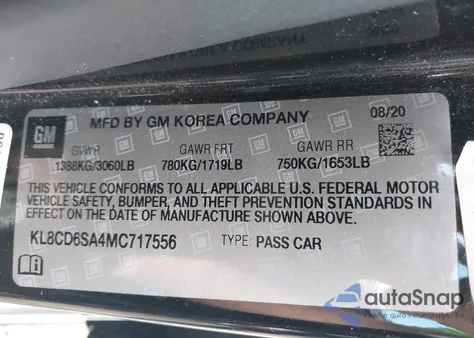 MFD BY GM KOREA COMPANY 08/20
GM
GVWR GAWR FRT GAWR RR
1388KG/3060LB 780KG/1719LB 750KG/1653LB
THIS VEHICLE CONFORMS TO ALL APPLICABLE U.S. FEDERAL MOTOR
VEHICLE SAFETY, BUMPER, AND THEFT PREVENTION STANDARDS IN
EFFECT ON THE DATE OF MANUFACTURE SHOWN ABOVE.
KL8CD6SA4MC717556 TYPE: PASS CAR
autoSnap